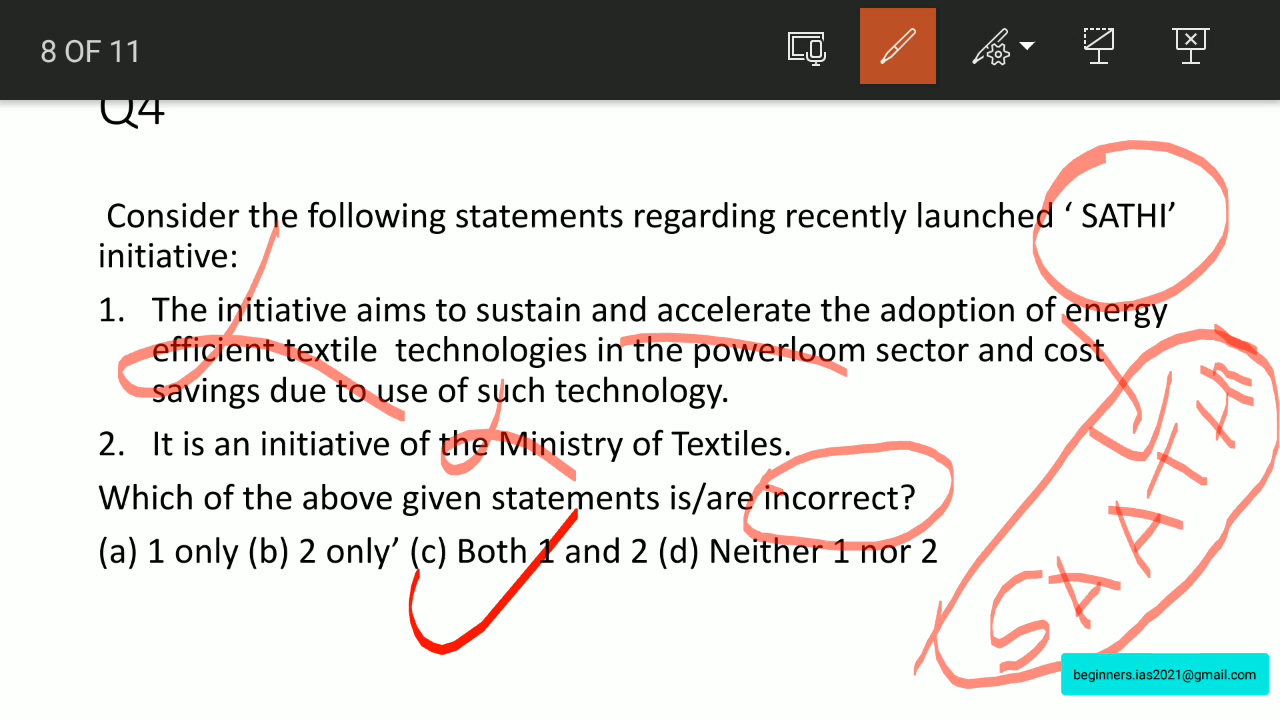 8 OF 11
Q4
Consider the following statements regarding recently launched ‘ SATHI’
initiative:
1. The initiative aims to sustain and accelerate the adoption of energy
efficient textile technologies in the powerloom sector and cost
savings due to use of such technology.
2. It is an initiative of the Ministry of Textiles.
Which of the above given statements is/are incorrect?
(a) 1 only (b) 2 only’ (c) Both 1 and 2 (d) Neither 1 nor 2
SAATHI
beginners.ias2021@gmail.com